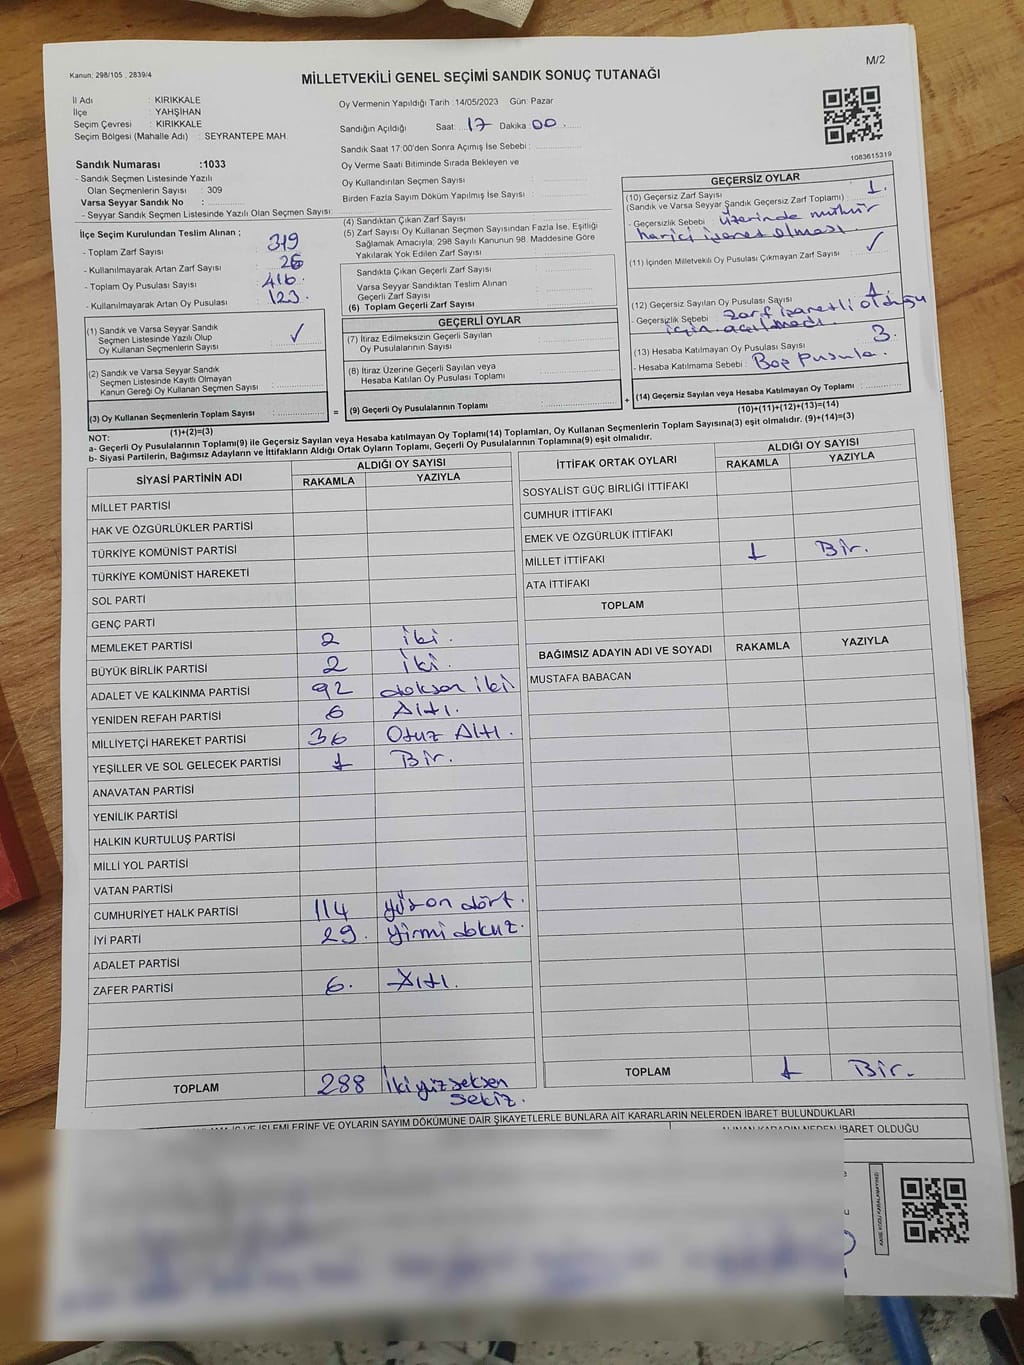 Kanun: 298/105 , 2839/4
M/2
MİLLETVEKİLİ GENEL SEÇİMİ SANDIK SONUÇ TUTANAĞI
İl Adı : KIRIKKALE
İlçe : YAHŞİHAN
Seçim Çevresi : KIRIKKALE
Seçim Bölgesi (Mahalle Adı) : SEYRANTEPE MAH.
Sandık Numarası :1033
- Sandık Seçmen Listesinde Yazılı
Olan Seçmenlerin Sayısı : 309
Varsa Seyyar Sandık No :
- Seyyar Sandık Seçmen Listesinde Yazılı Olan Seçmen Sayısı:
İlçe Seçim Kurulundan Teslim Alınan ;
- Toplam Zarf Sayısı : 319
- Kullanılmayarak Artan Zarf Sayısı : 26
- Toplam Oy Pusulası Sayısı : 416.
- Kullanılmayarak Artan Oy Pusulası : 123.
(1) Sandık ve Varsa Seyyar Sandık
Seçmen Listesinde Yazılı Olup
Oy Kullanan Seçmenlerin Sayısı : ✓
(2) Sandık ve Varsa Seyyar Sandık
Seçmen Listesinde Kayıtlı Olmayan
Kanun Gereği Oy Kullanan Seçmen Sayısı :
(3) Oy Kullanan Seçmenlerin Toplam Sayısı :
(1)+(2)=(3)
Oy Vermenin Yapıldığı Tarih :14/05/2023 Gün: Pazar
Sandığın Açıldığı Saat: 17 Dakika 00
Sandık Saat 17:00'den Sonra Açımış İse Sebebi :
Oy Verme Saati Bitiminde Sırada Bekleyen ve
Oy Kullandırılan Seçmen Sayısı :
Birden Fazla Sayım Döküm Yapılmış İse Sayısı :
(4) Sandıktan Çıkan Zarf Sayısı :
(5) Zarf Sayısı Oy Kullanan Seçmen Sayısından Fazla İse, Eşitliği
Sağlamak Amacıyla; 298 Sayılı Kanunun 98. Maddesine Göre
Yakılarak Yok Edilen Zarf Sayısı :
Sandıkta Çıkan Geçerli Zarf Sayısı :
Varsa Seyyar Sandıktan Teslim Alınan
Geçerli Zarf Sayısı :
(6) Toplam Geçerli Zarf Sayısı :
GEÇERLİ OYLAR
(7) İtiraz Edilmeksizin Geçerli Sayılan
Oy Pusulalarının Sayısı :
(8) İtiraz Üzerine Geçerli Sayılan veya
Hesaba Katılan Oy Pusulası Toplamı :
= (9) Geçerli Oy Pusulalarının Toplamı : +
1083615319
GEÇERSİZ OYLAR
(10) Geçersiz Zarf Sayısı
(Sandık ve Varsa Seyyar Sandık Geçersiz Zarf Toplamı) : 1.
- Geçersizlik Sebebi : Üzerinde mühür
harici işaret olması.
(11) İçinden Milletvekili Oy Pusulası Çıkmayan Zarf Sayısı : ✓
(12) Geçersiz Sayılan Oy Pusulası Sayısı : 1.
- Geçersizlik Sebebi : Zarf işaretli olduğu
için açılmadı.
(13) Hesaba Katılmayan Oy Pusulası Sayısı : 3.
- Hesaba Katılmama Sebebi : Boş Pusula.
(14) Geçersiz Sayılan veya Hesaba Katılmayan Oy Toplamı :
(10)+(11)+(12)+(13)=(14)
NOT:
a- Geçerli Oy Pusulalarının Toplamı(9) ile Geçersiz Sayılan veya Hesaba katılmayan Oy Toplamı(14) Toplamları, Oy Kullanan Seçmenlerin Toplam Sayısına(3) eşit olmalıdır. (9)+(14)=(3)
b- Siyasi Partilerin, Bağımsız Adayların ve İttifakların Aldığı Ortak Oyların Toplamı, Geçerli Oy Pusulalarının Toplamına(9) eşit olmalıdır.
SİYASİ PARTİNİN ADI ALDIĞI OY SAYISI
RAKAMLA YAZIYLA
MİLLET PARTİSİ
HAK VE ÖZGÜRLÜKLER PARTİSİ
TÜRKİYE KOMÜNİST PARTİSİ
TÜRKİYE KOMÜNİST HAREKETİ
SOL PARTİ
GENÇ PARTİ
MEMLEKET PARTİSİ 2 iki.
BÜYÜK BİRLİK PARTİSİ 2 iki.
ADALET VE KALKINMA PARTİSİ 92 doksan iki
YENİDEN REFAH PARTİSİ 6 Altı.
MİLLİYETÇİ HAREKET PARTİSİ 36 Otuz Altı.
YEŞİLLER VE SOL GELECEK PARTİSİ 1 Bir.
ANAVATAN PARTİSİ
YENİLİK PARTİSİ
HALKIN KURTULUŞ PARTİSİ
MİLLİ YOL PARTİSİ
VATAN PARTİSİ
CUMHURİYET HALK PARTİSİ 114 yüz on dört.
İYİ PARTİ 29. yirmi dokuz.
ADALET PARTİSİ
ZAFER PARTİSİ 6. Altı.
TOPLAM 288 İkiyüz seksen
sekiz.
İTTİFAK ORTAK OYLARI ALDIĞI OY SAYISI
RAKAMLA YAZIYLA
SOSYALİST GÜÇ BİRLİĞİ İTTİFAKI
CUMHUR İTTİFAKI
EMEK VE ÖZGÜRLÜK İTTİFAKI
MİLLET İTTİFAKI 1 Bir.
ATA İTTİFAKI
TOPLAM
BAĞIMSIZ ADAYIN ADI VE SOYADI RAKAMLA YAZIYLA
MUSTAFA BABACAN
TOPLAM 1 Bir.
İŞLEMLERİNE VE OYLARIN SAYIM DÖKÜMÜNE DAİR ŞİKAYETLERLE BUNLARA AİT KARARLARIN NELERDEN İBARET BULUNDUKLARI
ALINAN KARARIN NEDEN İBARET OLDUĞU